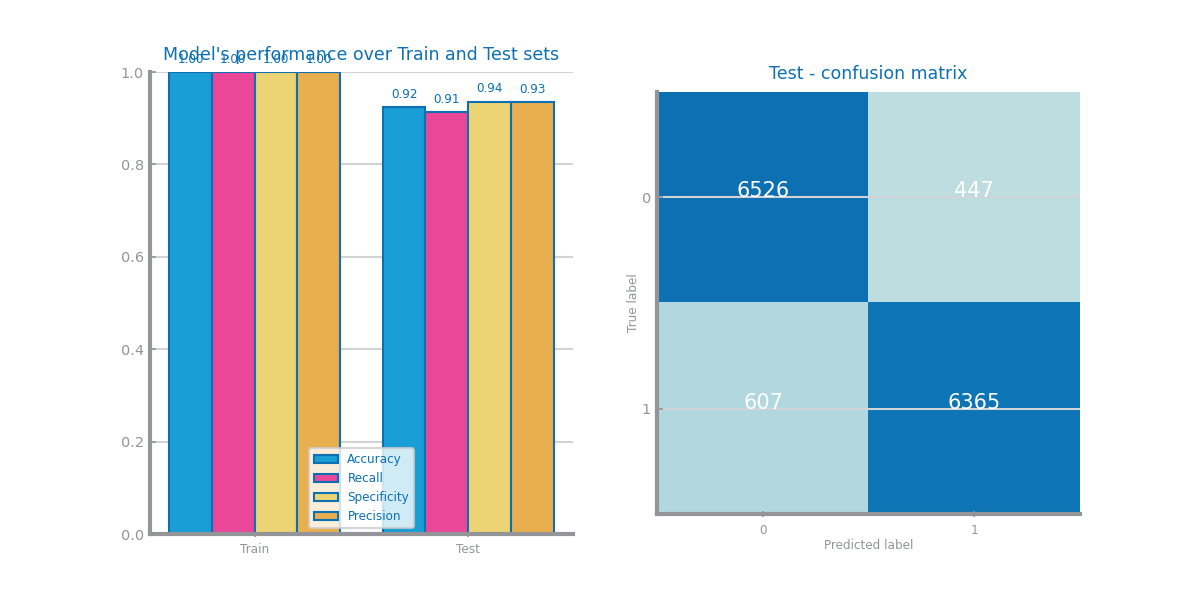 Model's performance over Train and Test sets
1.00 1.00 1.00 1.00
0.92 0.91 0.94 0.93
1.0
0.8
0.6
0.4
0.2
0.0
Accuracy
Recall
Specificity
Precision
Train Test
Test - confusion matrix
True label
0
6526 447
1
607 6365
0 1
Predicted label